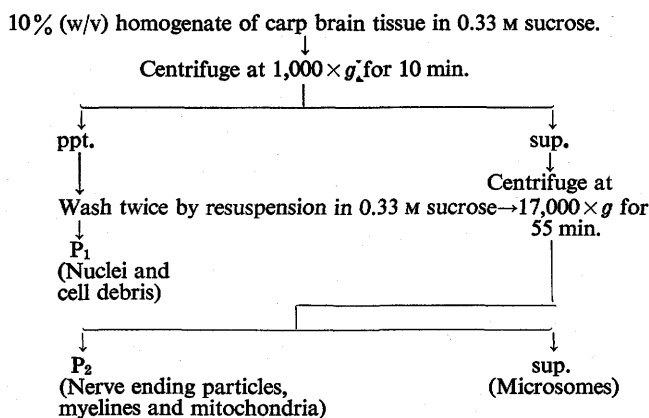 10% (w/v) homogenate of carp brain tissue in 0.33 M sucrose.
Centrifuge at 1,000×g for 10 min.
ppt.
sup.
Centrifuge at
Wash twice by resuspension in 0.33 M sucrose→17,000×g for
55 min.
P₁
(Nuclei and
cell debris)
P₂
(Nerve ending particles,
myelines and mitochondria)
sup.
(Microsomes)